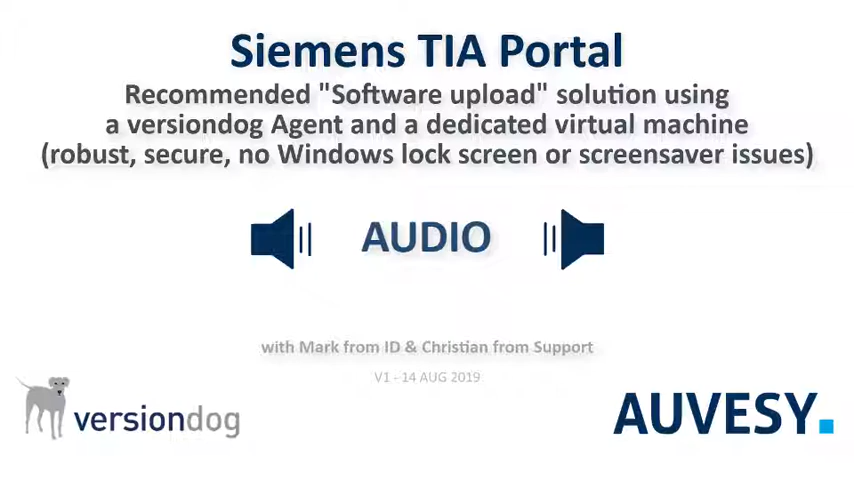 Siemens TIA Portal
Recommended "Software upload" solution using
a versiondog Agent and a dedicated virtual machine
(robust, secure, no Windows lock screen or screensaver issues)
AUDIO
with Mark from ID & Christian from Support
V1 - 14 AUG 2019
versiondog
AUVESY.